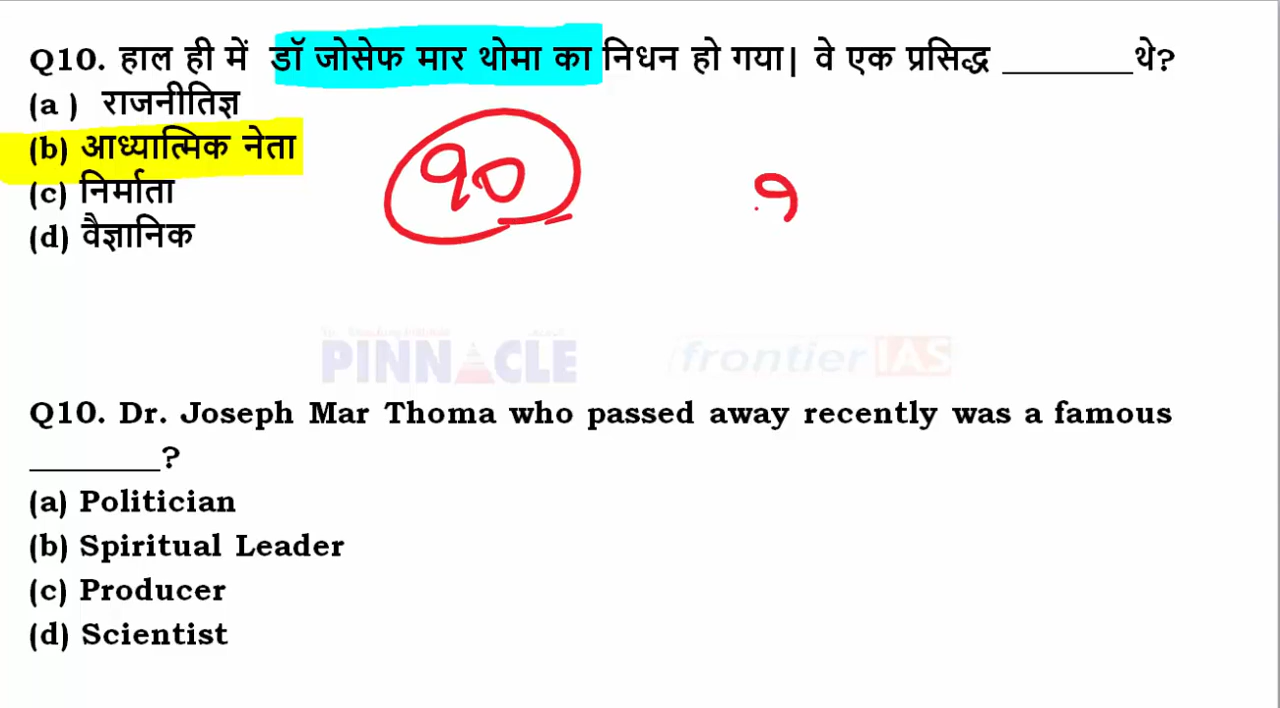 Q10. हाल ही में डॉ जोसेफ मार थोमा का निधन हो गया| वे एक प्रसिद्ध ________थे?
(a ) राजनीतिज्ञ
(b) आध्यात्मिक नेता
(c) निर्माता
(d) वैज्ञानिक
90
9
PINNACLE
frontier IAS
Q10. Dr. Joseph Mar Thoma who passed away recently was a famous
________?
(a) Politician
(b) Spiritual Leader
(c) Producer
(d) Scientist